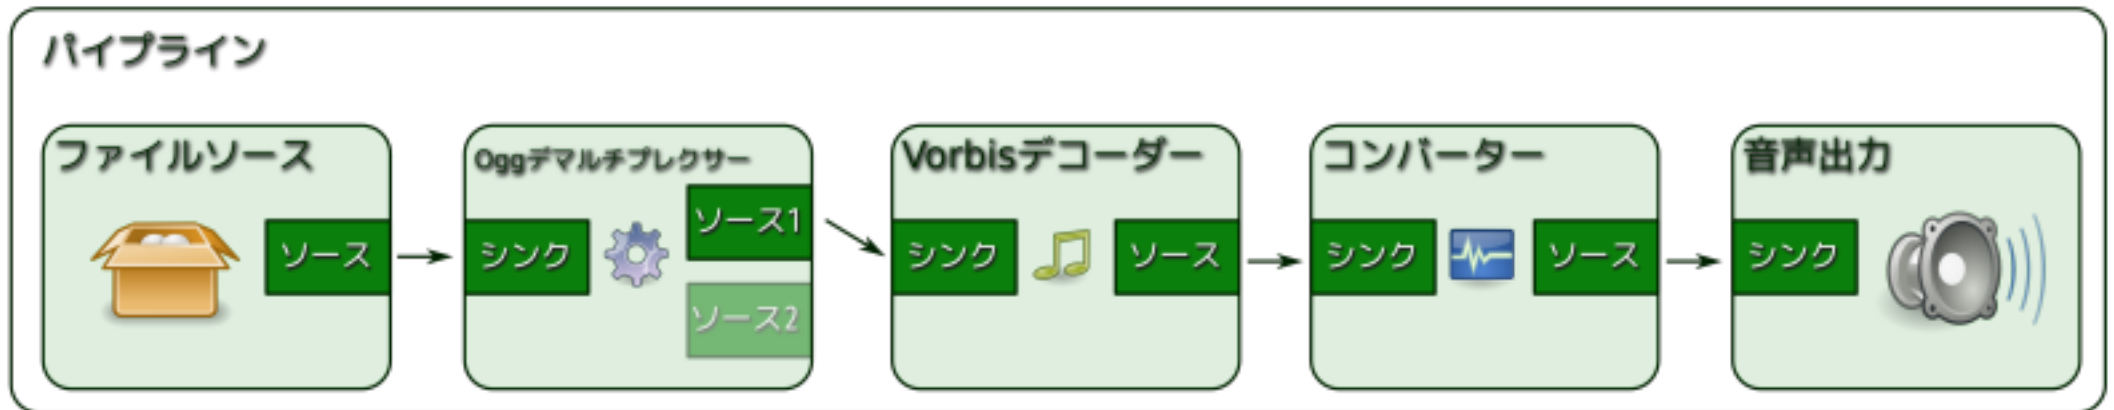 パイプライン
ファイルソース
ソース
Oggデマルチプレクサー
シンク
ソース1
ソース2
Vorbisデコーダー
シンク
ソース
コンバーター
シンク
ソース
音声出力
シンク